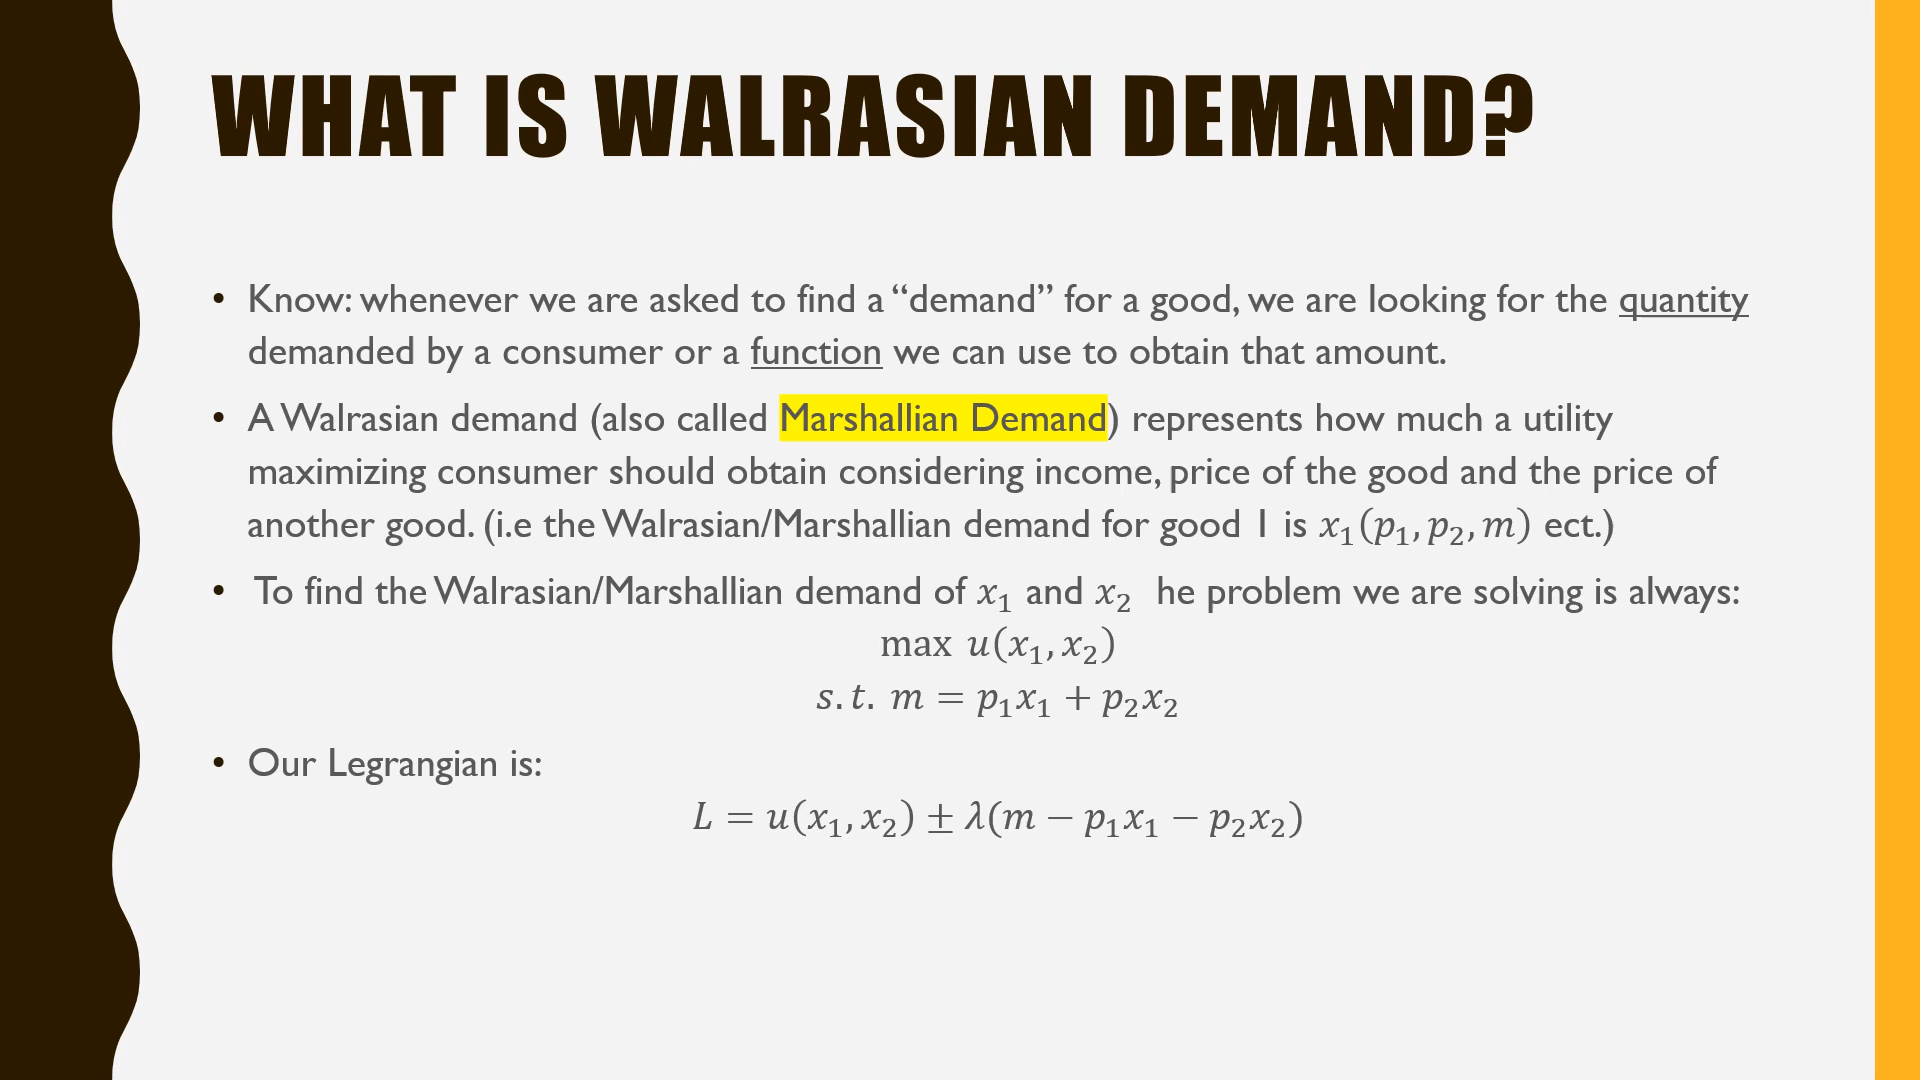 WHAT IS WALRASIAN DEMAND?
• Know: whenever we are asked to find a “demand” for a good, we are looking for the quantity
demanded by a consumer or a function we can use to obtain that amount.
• A Walrasian demand (also called Marshallian Demand) represents how much a utility
maximizing consumer should obtain considering income, price of the good and the price of
another good. (i.e the Walrasian/Marshallian demand for good 1 is x₁(p₁, p₂, m) ect.)
• To find the Walrasian/Marshallian demand of x₁ and x₂ he problem we are solving is always:
max u(x₁, x₂)
s.t. m = p₁x₁ + p₂x₂
• Our Legrangian is:
L = u(x₁, x₂) ± λ(m − p₁x₁ − p₂x₂)